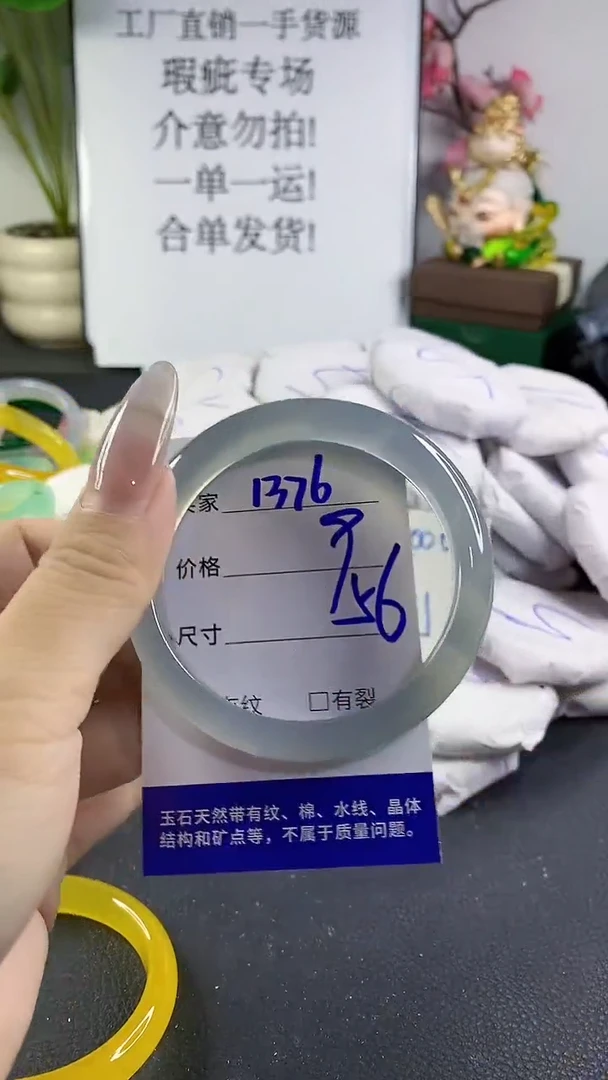 工厂直销一手货源
瑕疵专场
介意勿拍!
一单一运!
合单发货!
家 1376
价格
尺寸 56
纹 □有裂
玉石天然带有纹、棉、水线、晶体
结构和矿点等，不属于质量问题。